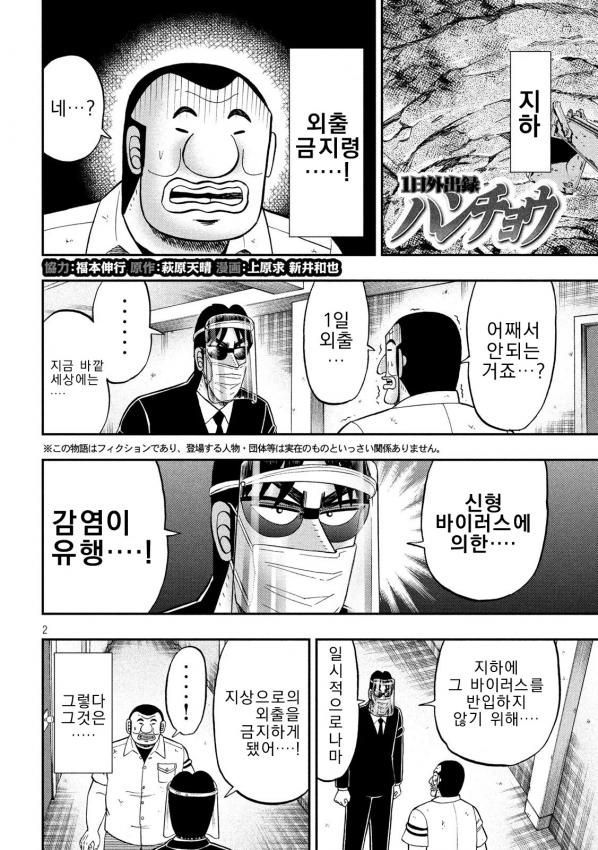 지하
1日外出録
ハンチョウ
외출
금지령
·····!
네···?
協力：福本伸行 原作：萩原天晴 漫画：上原求 新井和也
어째서
안되는
거죠···?
1일
외출
···
·····
지금 바깥
세상에는
····
※この物語はフィクションであり、登場する人物・団体等は実在のものといっさい関係ありません。
신형
바이러스에
의한····
감염이
유행····!
2
지하에
그 바이러스를
반입하지
않기 위해····
일시적으로나마
지상으로의
외출을
금지하게
됐어····!
·····!
그렇다
그것은
·····